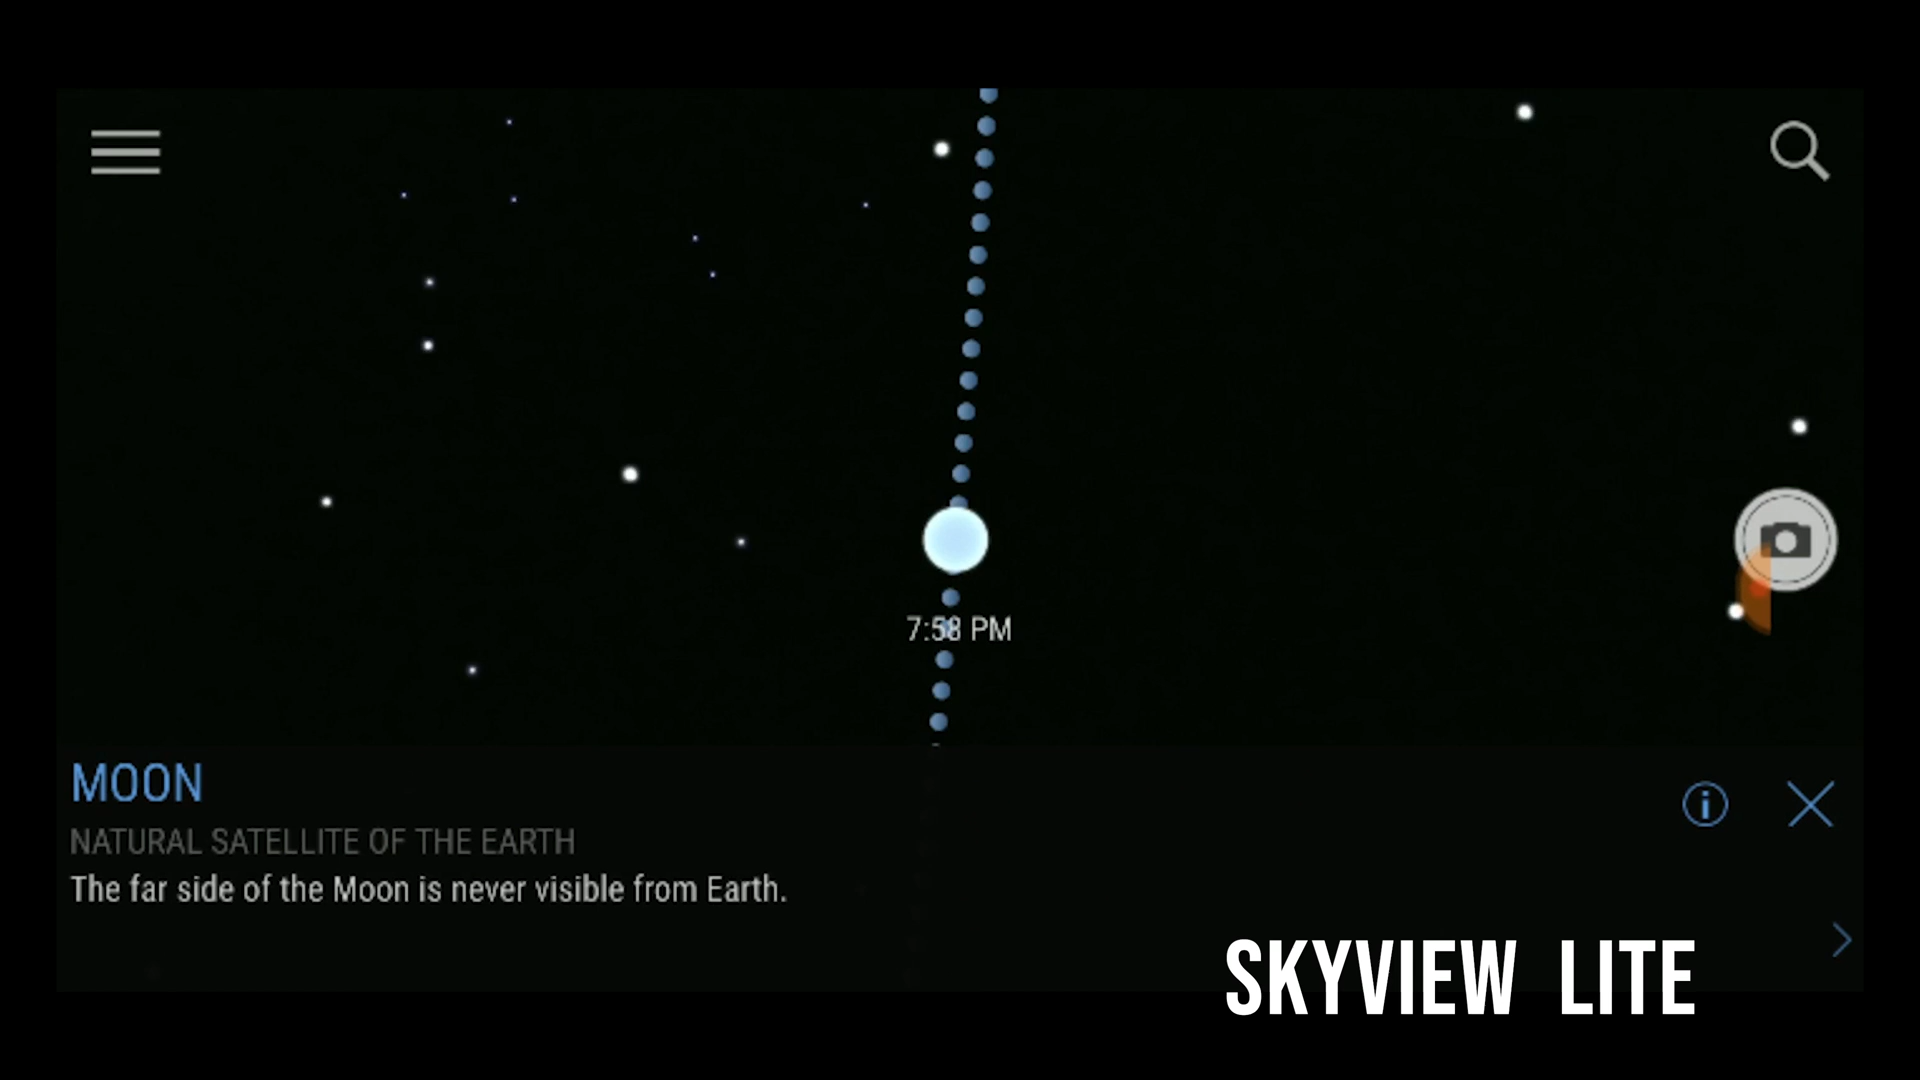 7:58 PM
MOON
NATURAL SATELLITE OF THE EARTH
The far side of the Moon is never visible from Earth.
SKYVIEW LITE